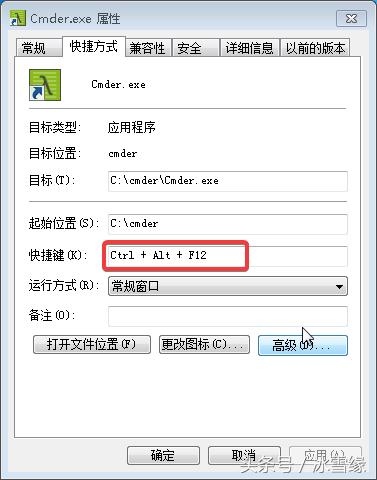 Cmder.exe 属性
常规 快捷方式 兼容性 安全 详细信息 以前的版本
Cmder.exe
目标类型: 应用程序
目标位置: cmder
目标(T): C:\cmder\Cmder.exe
起始位置(S): C:\cmder
快捷键(K): Ctrl + Alt + F12
运行方式(R): 常规窗口
备注(O):
打开文件位置(F) 更改图标(C)... 高级(D)...
确定 取消 应用(A)
头条号／冰雪缘